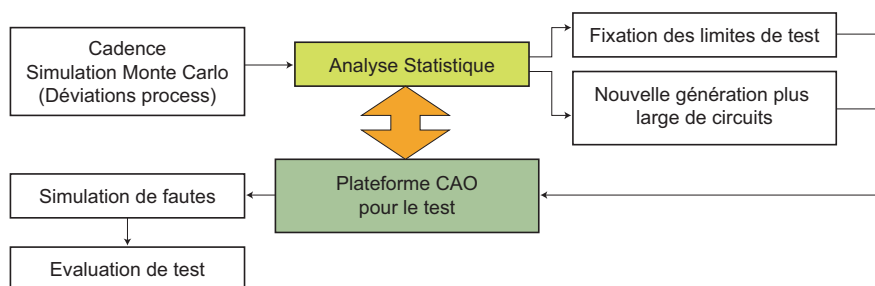 Cadence
Simulation Monte Carlo
(Déviations process)
Analyse Statistique
Fixation des limites de test
Nouvelle génération plus
large de circuits
Plateforme CAO
pour le test
Simulation de fautes
Evaluation de test